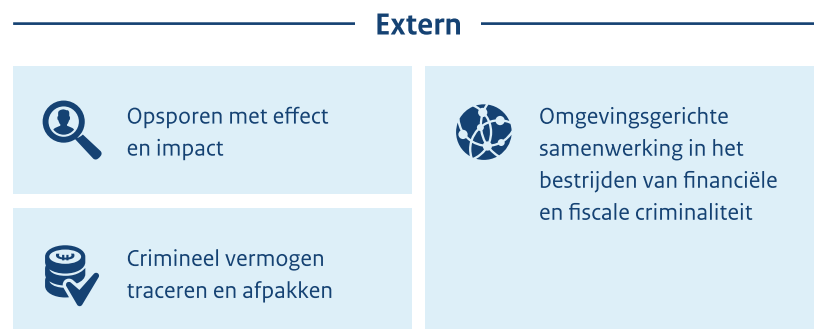 Extern
Opsporen met effect
en impact
Crimineel vermogen
traceren en afpakken
Omgevingsgerichte
samenwerking in het
bestrijden van financiële
en fiscale criminaliteit